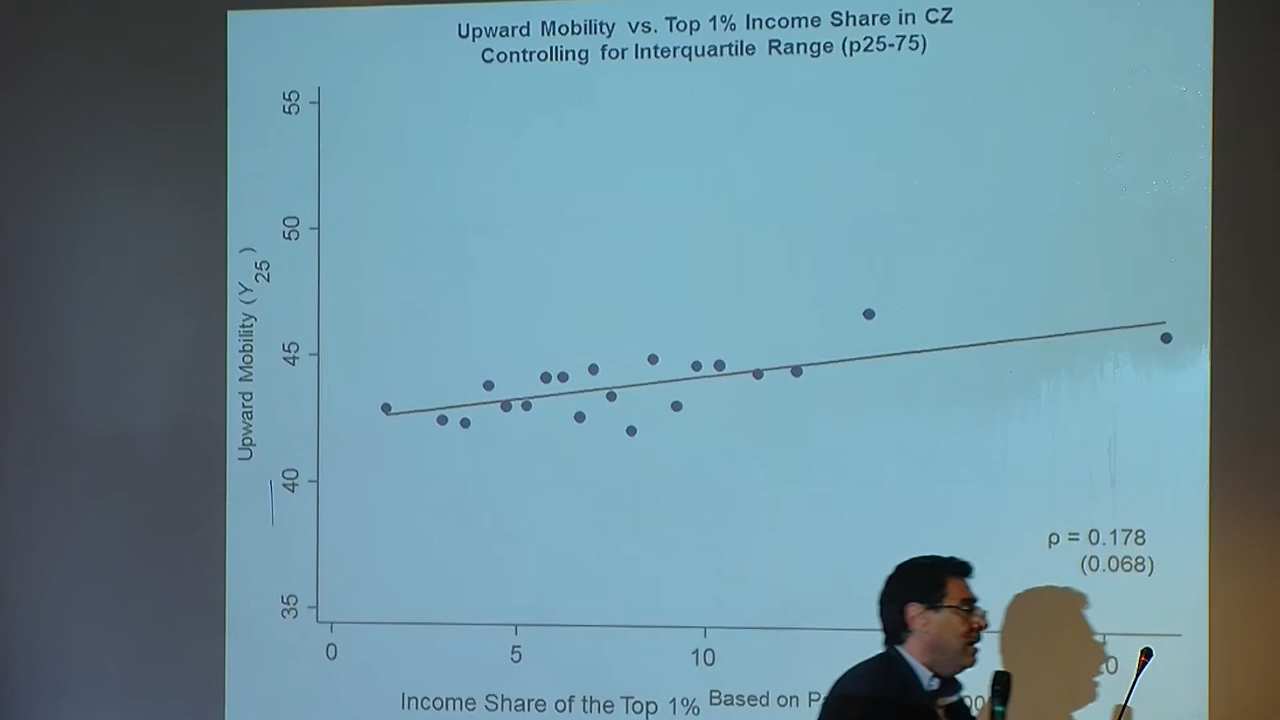 Upward Mobility vs. Top 1% Income Share in CZ
Controlling for Interquartile Range (p25-75)
55
50
45
40
35
Upward Mobility (Y25)
ρ = 0.178
(0.068)
0 5 10
Income Share of the Top 1% Based on